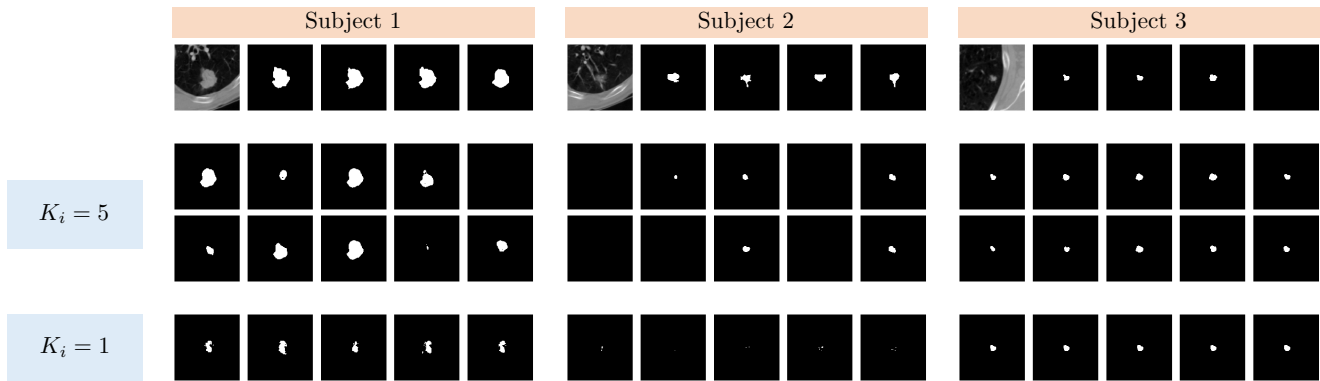 Subject 1
Subject 2
Subject 3
$K_i = 5$
$K_i = 1$